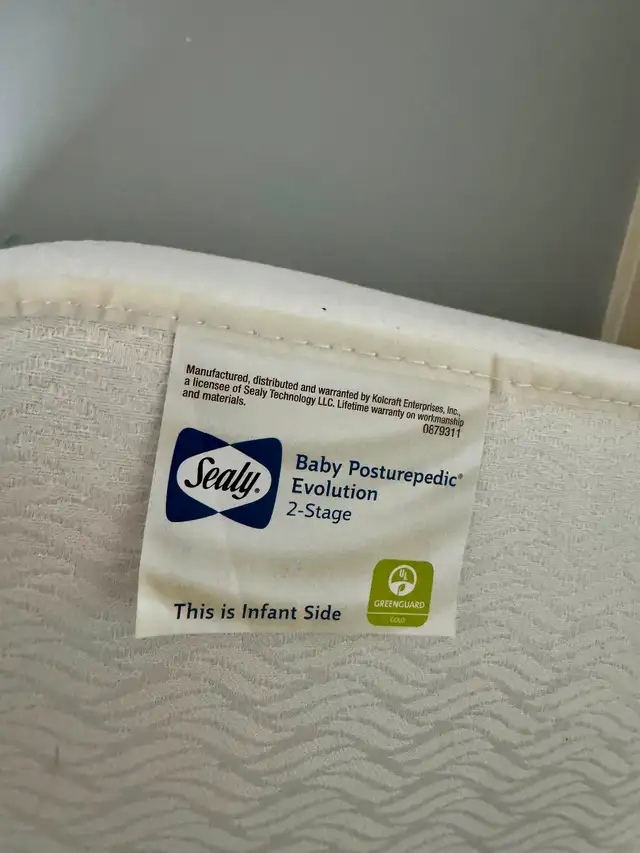 Manufactured, distributed and warranted by Kolcraft Enterprises, Inc.,
a licensee of Sealy Technology LLC. Lifetime warranty on workmanship
and materials.
0879311
Sealy®
Baby Posturepedic®
Evolution
2-Stage
UL
GREENGUARD
GOLD
This is Infant Side